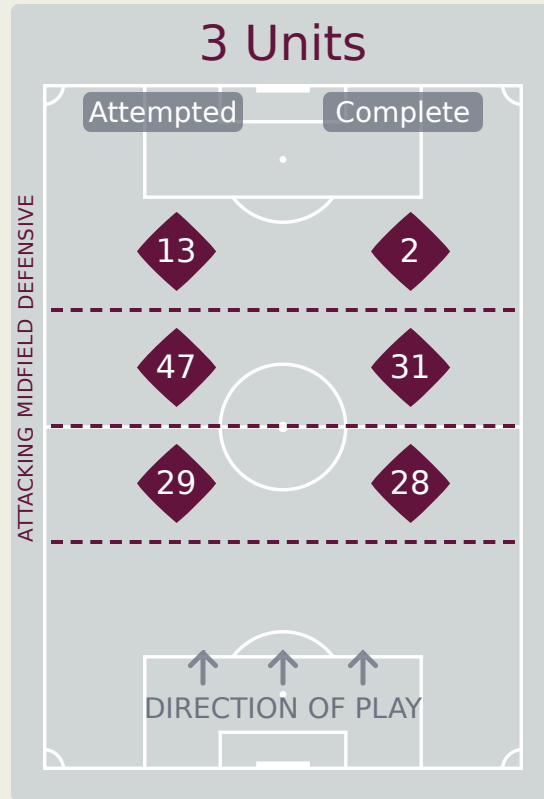 3 Units
Attempted
Complete
13
2
47
31
29
28
ATTACKING MIDFIELD DEFENSIVE
DIRECTION OF PLAY